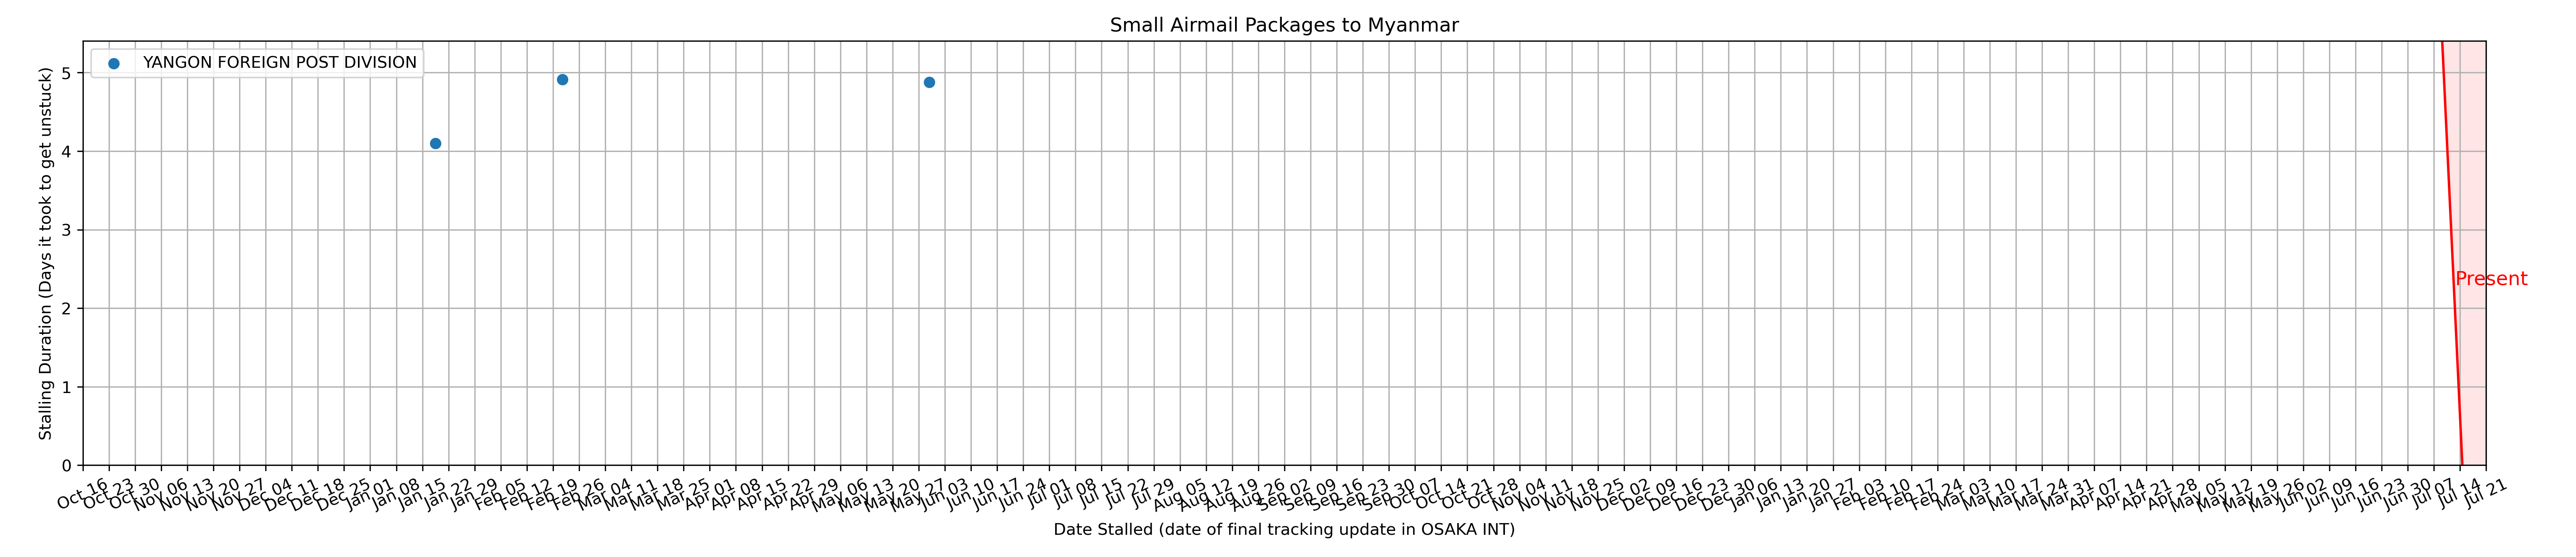 Small Airmail Packages to Myanmar
YANGON FOREIGN POST DIVISION
Stalling Duration (Days it took to get unstuck)
5
4
3
2
1
0
Present
Oct 16 Oct 23 Oct 30 Nov 06 Nov 13 Nov 20 Nov 27 Dec 04 Dec 11 Dec 18 Dec 25 Jan 01 Jan 08 Jan 15 Jan 22 Jan 29 Feb 05 Feb 12 Feb 19 Feb 26 Mar 04 Mar 11 Mar 18 Mar 25 Apr 01 Apr 08 Apr 15 Apr 22 Apr 29 May 06 May 13 May 20 May 27 Jun 03 Jun 10 Jun 17 Jun 24 Jul 01 Jul 08 Jul 15 Jul 22 Jul 29 Aug 05 Aug 12 Aug 19 Aug 26 Sep 02 Sep 09 Sep 16 Sep 23 Sep 30 Oct 07 Oct 14 Oct 21 Oct 28 Nov 04 Nov 11 Nov 18 Nov 25 Dec 02 Dec 09 Dec 16 Dec 23 Dec 30 Jan 06 Jan 13 Jan 20 Jan 27 Feb 03 Feb 10 Feb 17 Feb 24 Mar 03 Mar 10 Mar 17 Mar 24 Mar 31 Apr 07 Apr 14 Apr 21 Apr 28 May 05 May 12 May 19 May 26 Jun 02 Jun 09 Jun 16 Jun 23 Jun 30 Jul 07 Jul 14 Jul 21
Date Stalled (date of final tracking update in OSAKA INT)